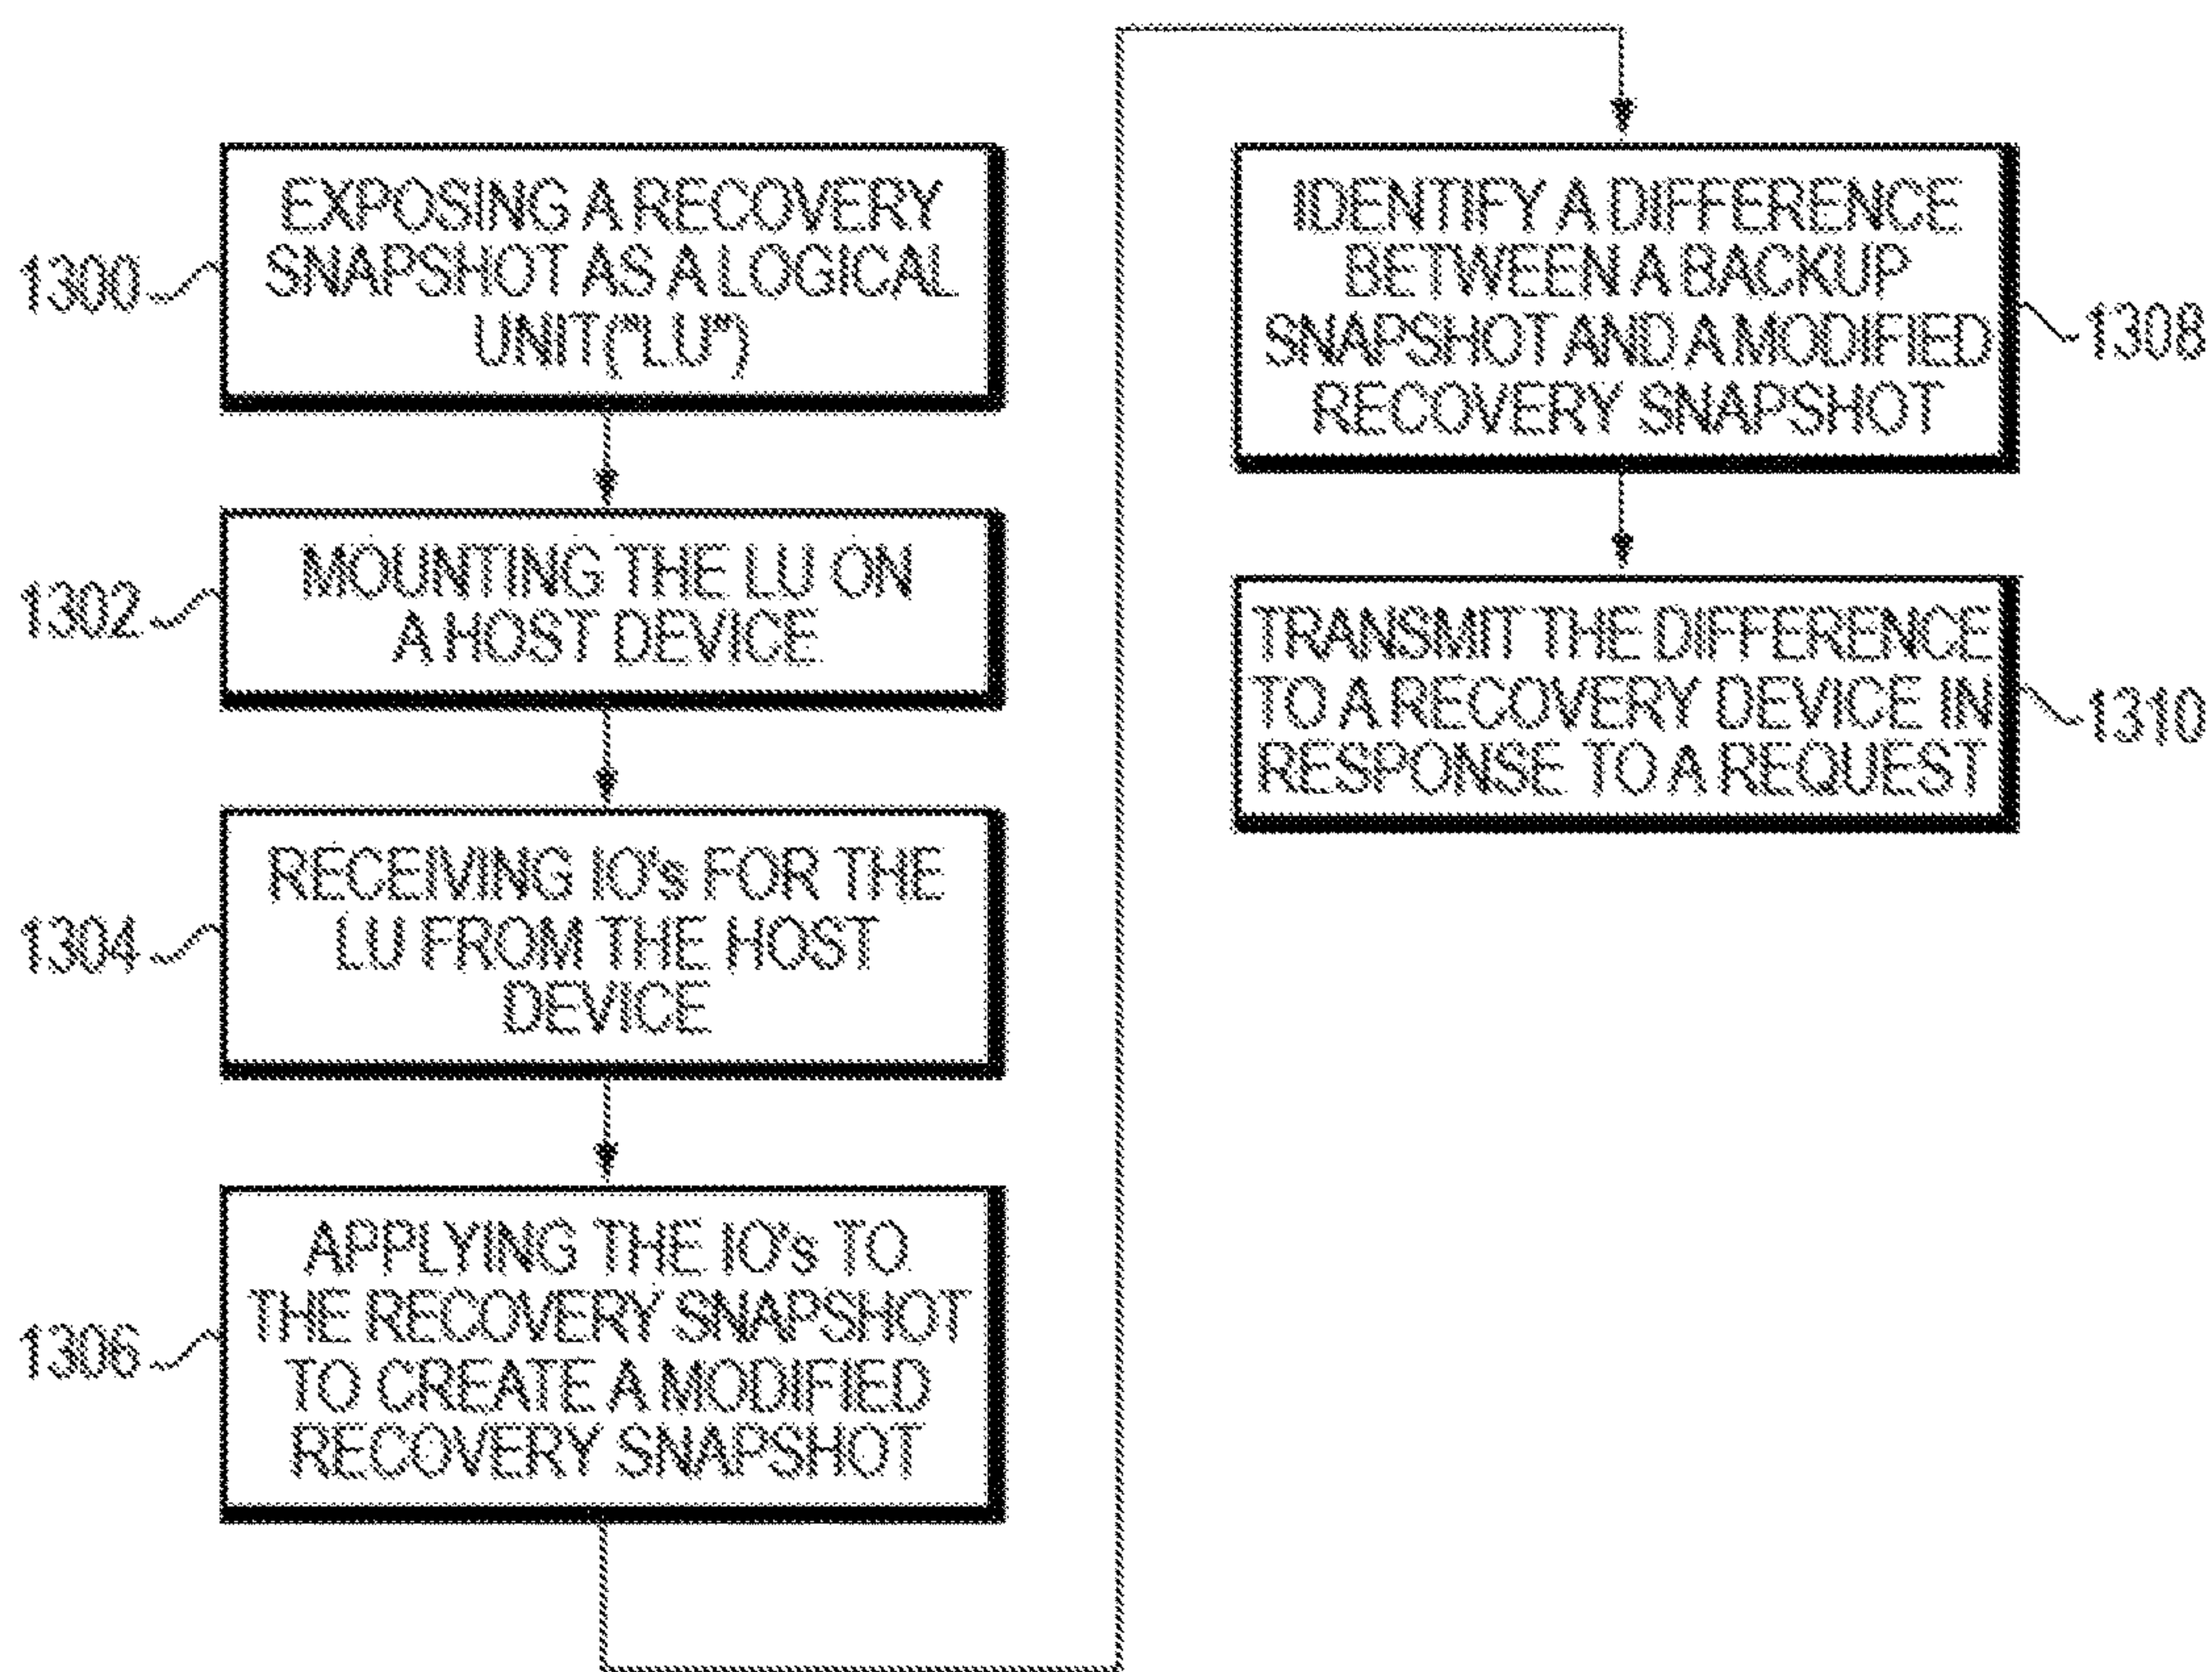 1300
EXPOSING A RECOVERY
SNAPSHOT AS A LOGICAL
UNIT("LU")
1302
MOUNTING THE LU ON
A HOST DEVICE
1304
RECEIVING IO's FOR THE
LU FROM THE HOST
DEVICE
1306
APPLYING THE IO's TO
THE RECOVERY SNAPSHOT
TO CREATE A MODIFIED
RECOVERY SNAPSHOT
IDENTIFY A DIFFERENCE
BETWEEN A BACKUP
SNAPSHOT AND A MODIFIED
RECOVERY SNAPSHOT
1308
TRANSMIT THE DIFFERENCE
TO A RECOVERY DEVICE IN
RESPONSE TO A REQUEST
1310